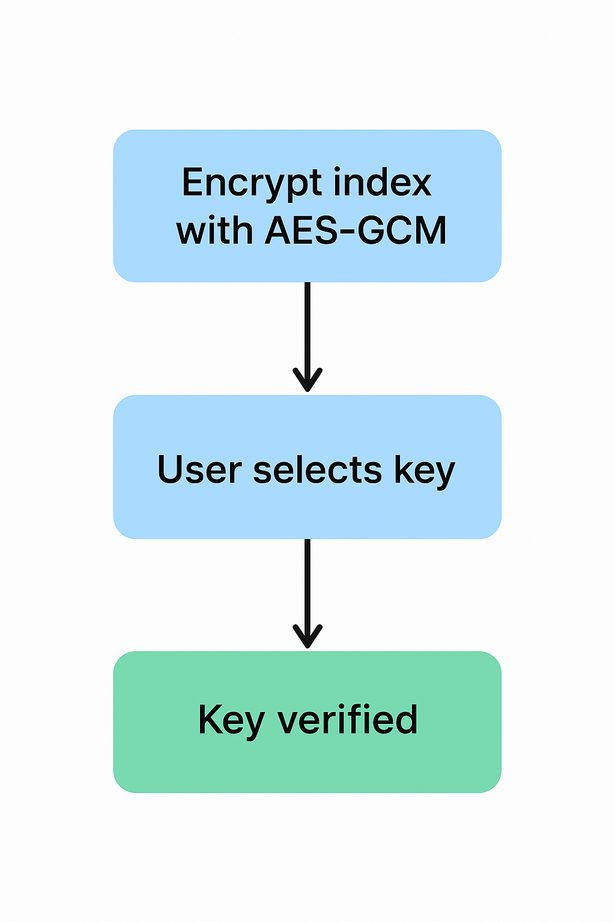 Encrypt index
with AES-GCM
User selects key
Key verified